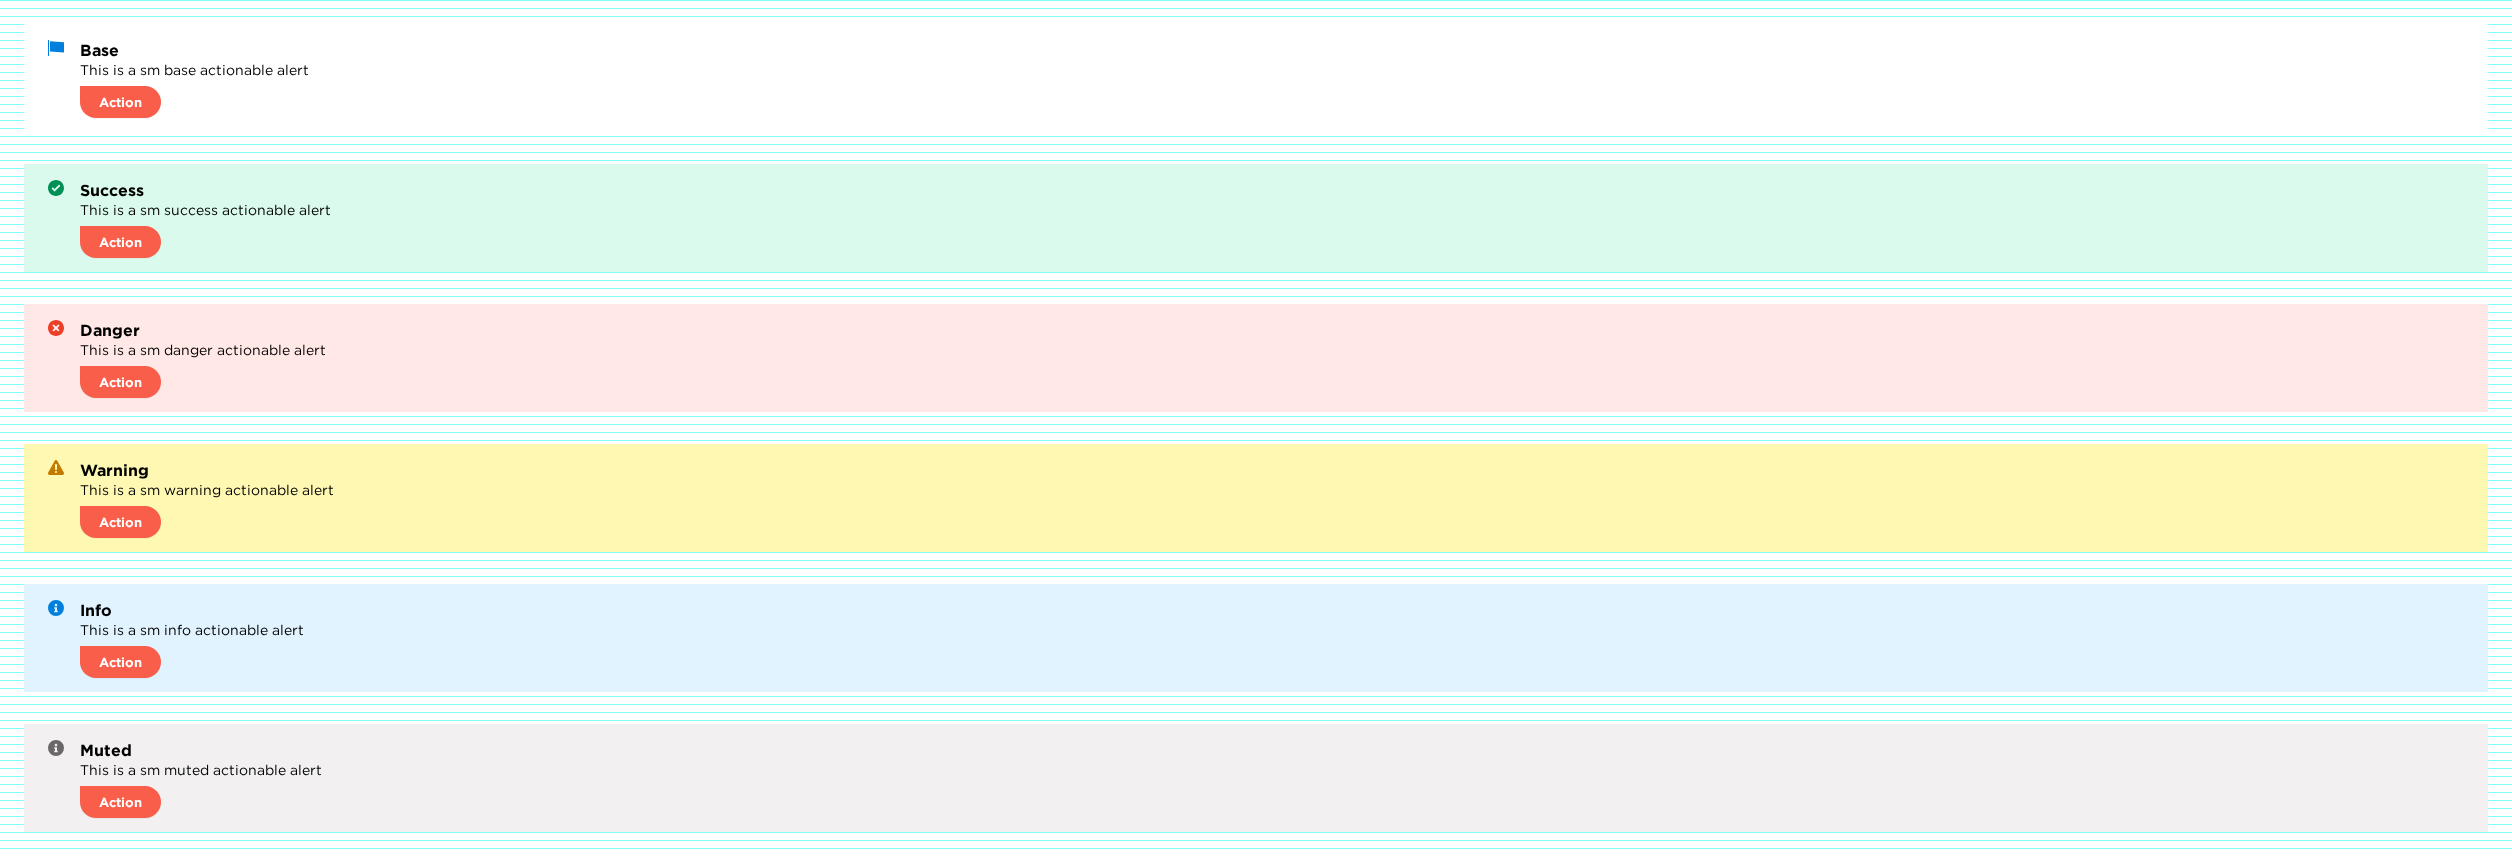 Base
This is a sm base actionable alert
Action
Success
This is a sm success actionable alert
Action
Danger
This is a sm danger actionable alert
Action
Warning
This is a sm warning actionable alert
Action
Info
This is a sm info actionable alert
Action
Muted
This is a sm muted actionable alert
Action